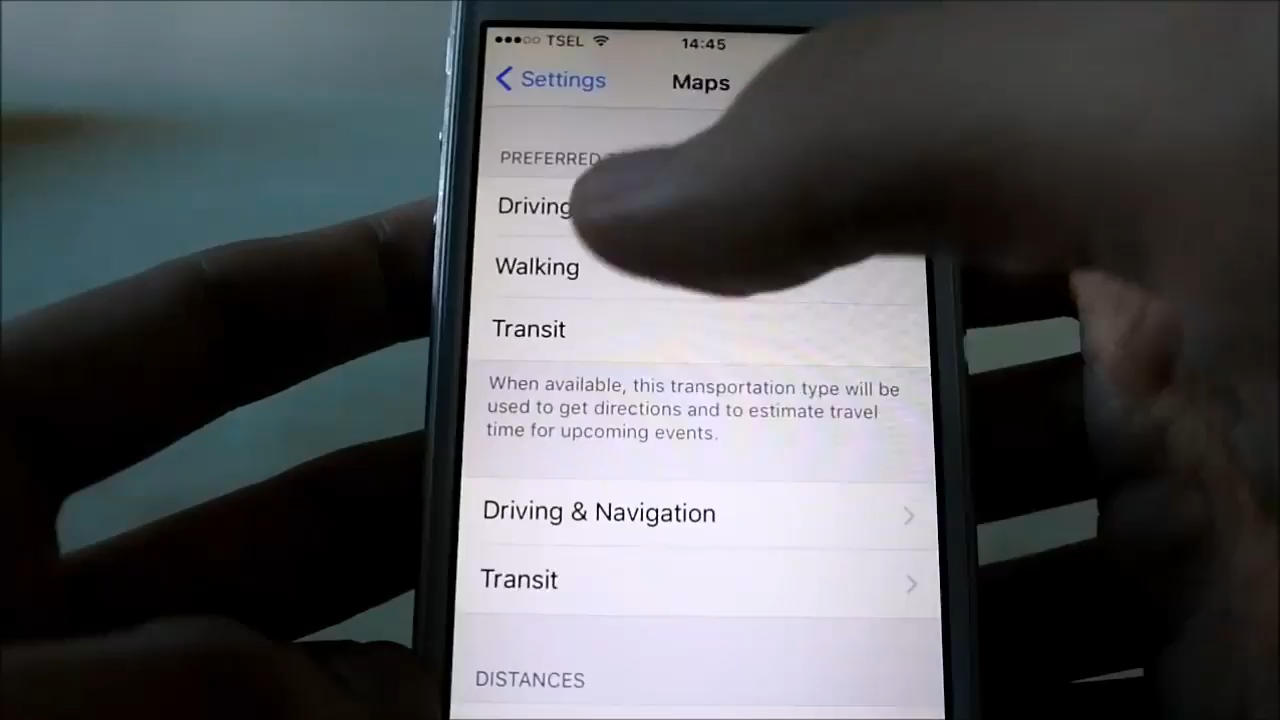 TSEL 14:45
Settings Maps
PREFERRED
Driving
Walking
Transit
When available, this transportation type will be
used to get directions and to estimate travel
time for upcoming events.
Driving & Navigation
Transit
DISTANCES